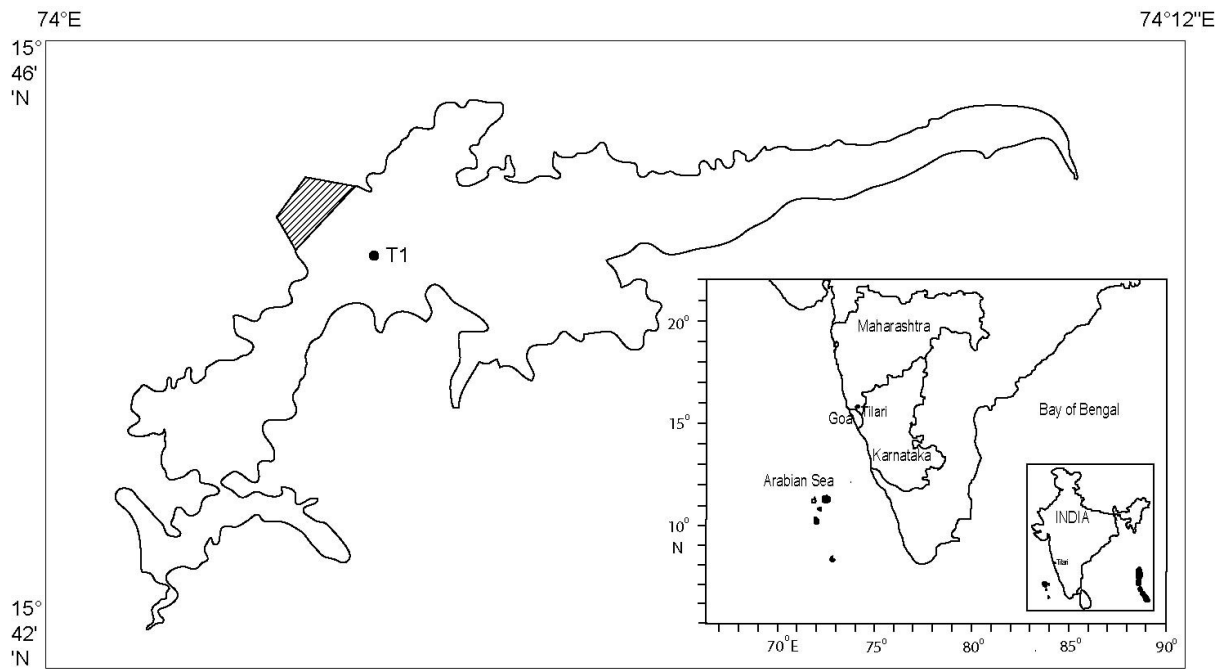 74°E
74°12"E
15°
46'
'N
T1
20°
Maharashtra
15°
Goa
Tilari
Bay of Bengal
Karnataka
Arabian Sea
10°
N
INDIA
Tilari
70°E
75°
80°
85°
90°
15°
42'
'N